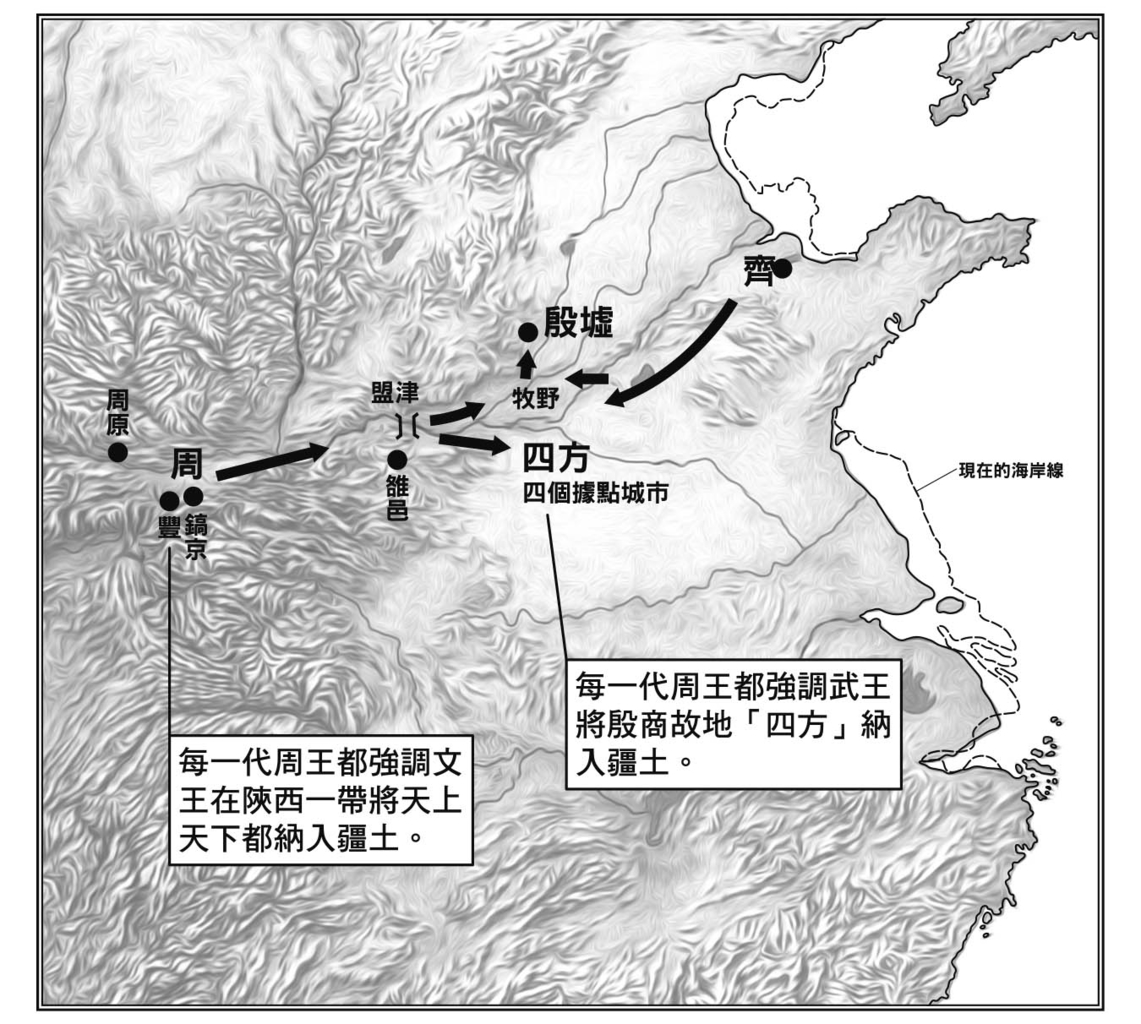 齊
殷墟
牧野
盟津
周原
周
四方
四個據點城市
雒邑
豐
鎬京
現在的海岸線
每一代周王都強調武王
將殷商故地「四方」納
入疆土。
每一代周王都強調文
王在陝西一帶將天上
天下都納入疆土。